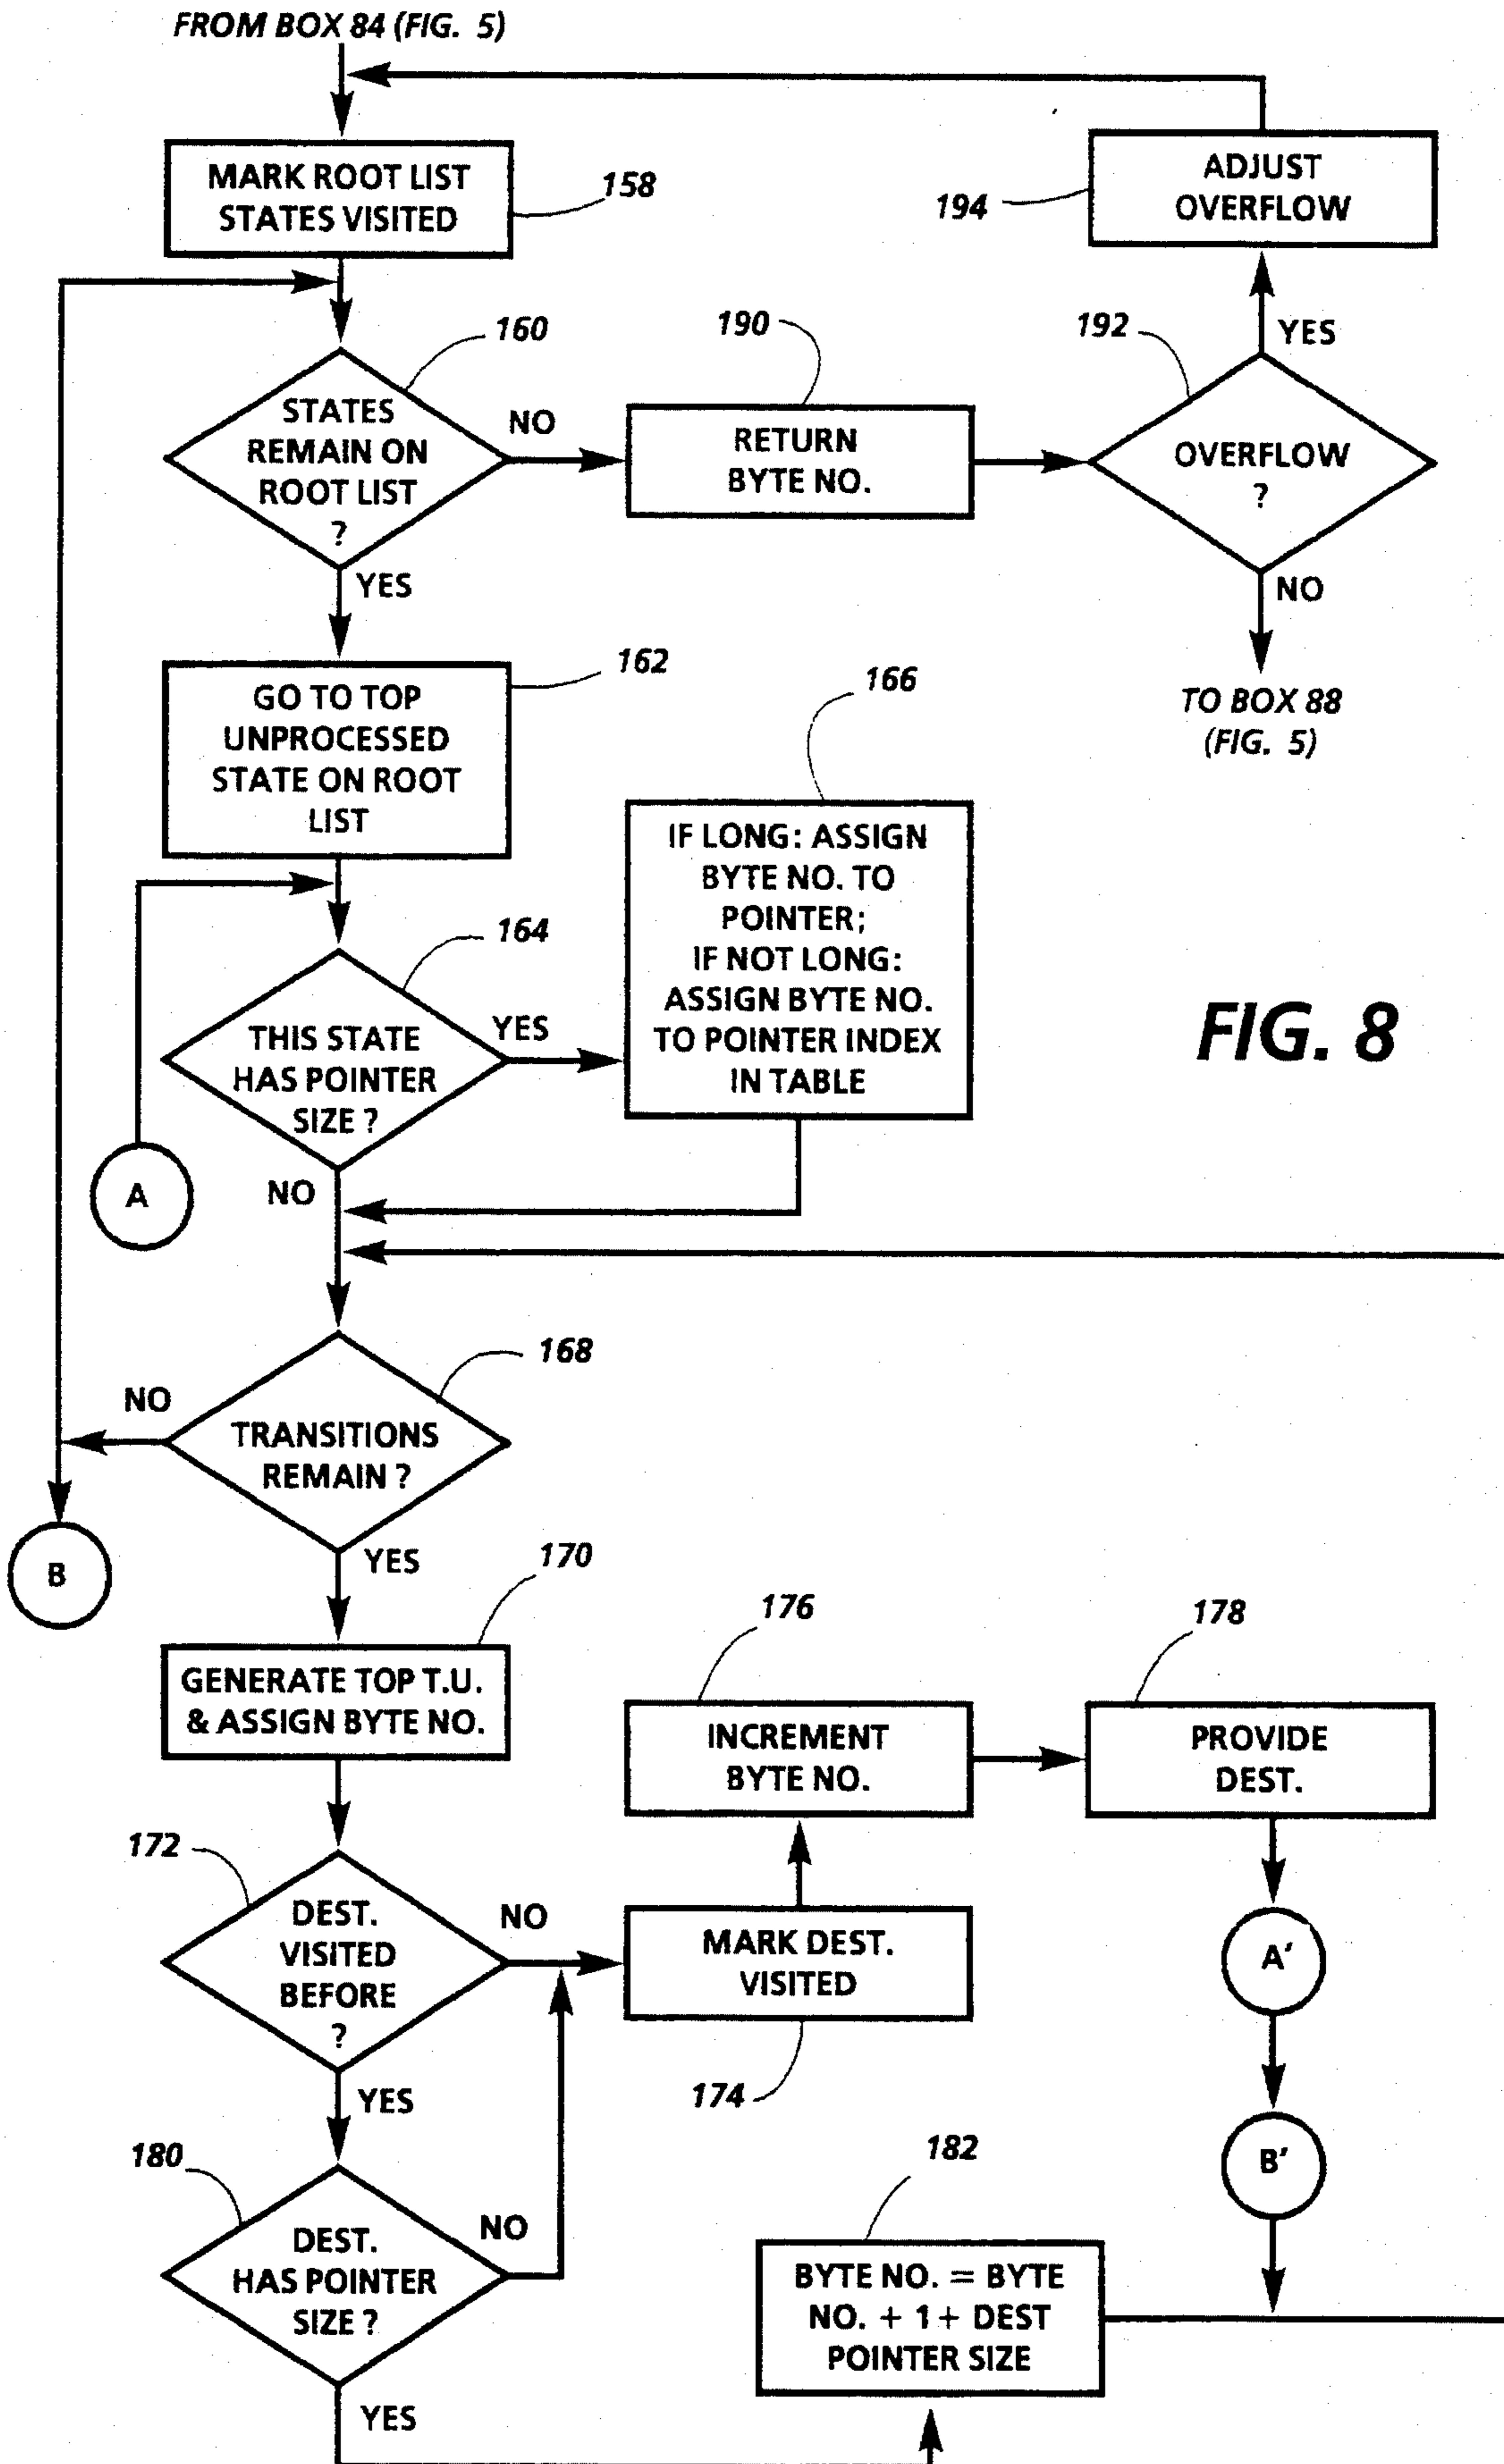 FROM BOX 84 (FIG. 5)
MARK ROOT LIST
STATES VISITED
158
ADJUST
OVERFLOW
194
160
190
192
YES
STATES
REMAIN ON
ROOT LIST
?
NO
RETURN
BYTE NO.
OVERFLOW
?
YES
NO
162
GO TO TOP
UNPROCESSED
STATE ON ROOT
LIST
166
TO BOX 88
(FIG. 5)
IF LONG: ASSIGN
BYTE NO. TO
POINTER;
IF NOT LONG:
ASSIGN BYTE NO.
TO POINTER INDEX
IN TABLE
164
THIS STATE
HAS POINTER
SIZE ?
YES
FIG. 8
A
NO
168
NO
TRANSITIONS
REMAIN ?
B
YES
170
GENERATE TOP T.U.
& ASSIGN BYTE NO.
176
INCREMENT
BYTE NO.
178
PROVIDE
DEST.
172
DEST.
VISITED
BEFORE
?
NO
MARK DEST.
VISITED
A'
YES
174
180
DEST.
HAS POINTER
SIZE ?
NO
182
B'
BYTE NO. = BYTE
NO. + 1 + DEST
POINTER SIZE
YES